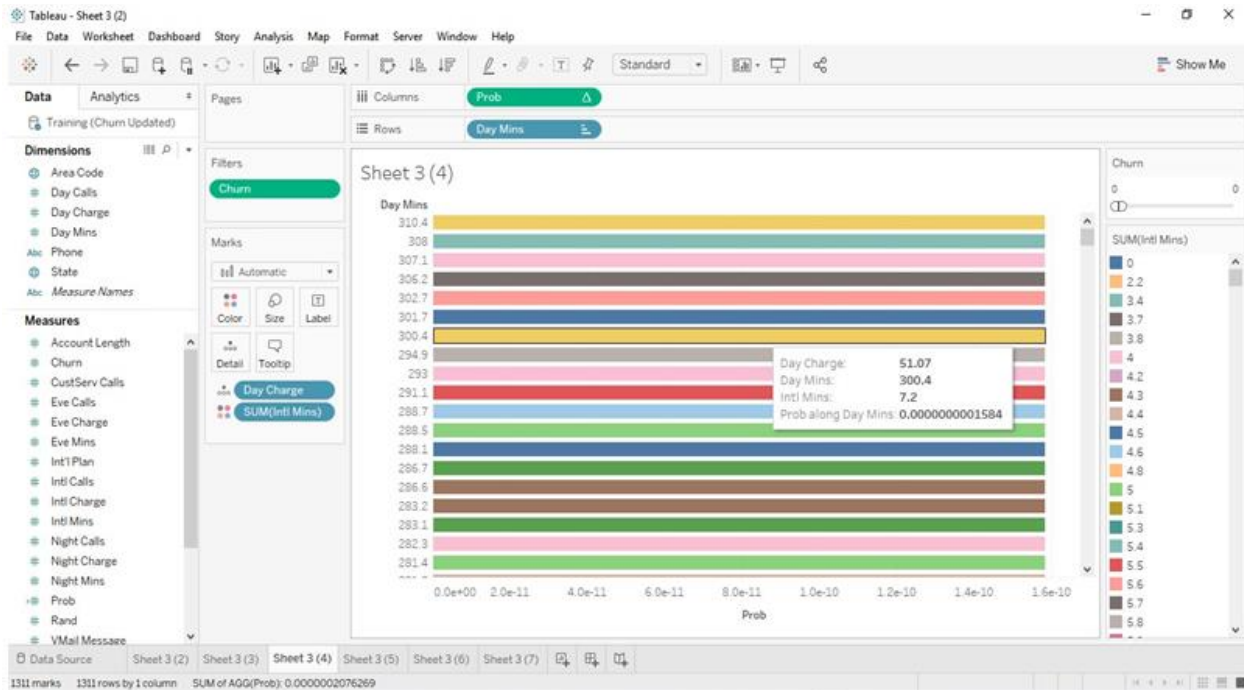 Tableau - Sheet 3 (2)
File Data Worksheet Dashboard Story Analysis Map Format Server Window Help
Standard
Show Me
Data Analytics
Training (Churn Updated)
Dimensions
Area Code
Day Calls
Day Charge
Day Mins
Abc Phone
State
Abc Measure Names
Measures
Account Length
Churn
CustServ Calls
Eve Calls
Eve Charge
Eve Mins
Int'l Plan
Intl Calls
Intl Charge
Intl Mins
Night Calls
Night Charge
Night Mins
Prob
Rand
VMail Message
Pages
Filters
Churn
Marks
Automatic
Color Size Label
Detail Tooltip
Day Charge
SUM(Intl Mins)
Columns Prob
Rows Day Mins
Sheet 3 (4)
Day Mins
310.4
308
307.1
305.2
302.7
301.7
300.4
294.9
293
291.1
288.7
288.5
288.1
286.7
286.6
283.2
283.1
282.3
281.4
Day Charge: 51.07
Day Mins: 300.4
Intl Mins: 7.2
Prob along Day Mins: 0.0000000001584
0.0e+00 2.0e-11 4.0e-11 6.0e-11 8.0e-11 1.0e-10 1.2e-10 1.4e-10 1.6e-10
Prob
Churn
0 0
SUM(Intl Mins)
0
2.2
3.4
3.7
3.8
4
4.2
4.3
4.4
4.5
4.6
4.8
5
5.1
5.3
5.4
5.5
5.6
5.7
5.8
Data Source Sheet 3 (2) Sheet 3 (3) Sheet 3 (4) Sheet 3 (5) Sheet 3 (6) Sheet 3 (7)
1311 marks 1311 rows by 1 column SUM of AGG(Prob): 0.0000002076269